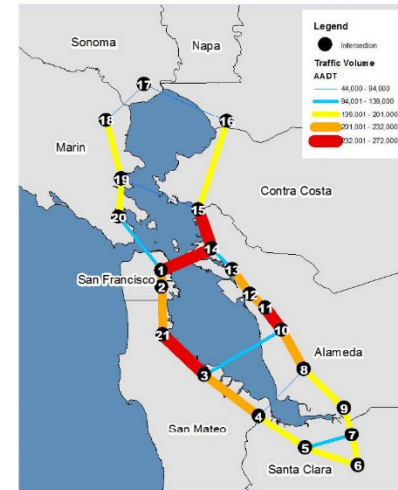 Sonoma
Napa
Legend
Intersection
Traffic Volume
AADT
44,000 - 94,000
94,001 - 139,000
139,001 - 201,000
201,001 - 232,000
232,001 - 272,000
17
18
16
Marin
19
Contra Costa
20
15
14
13
1
San Francisco
2
12
11
21
10
Alameda
3
8
San Mateo
4
9
7
5
6
Santa Clara